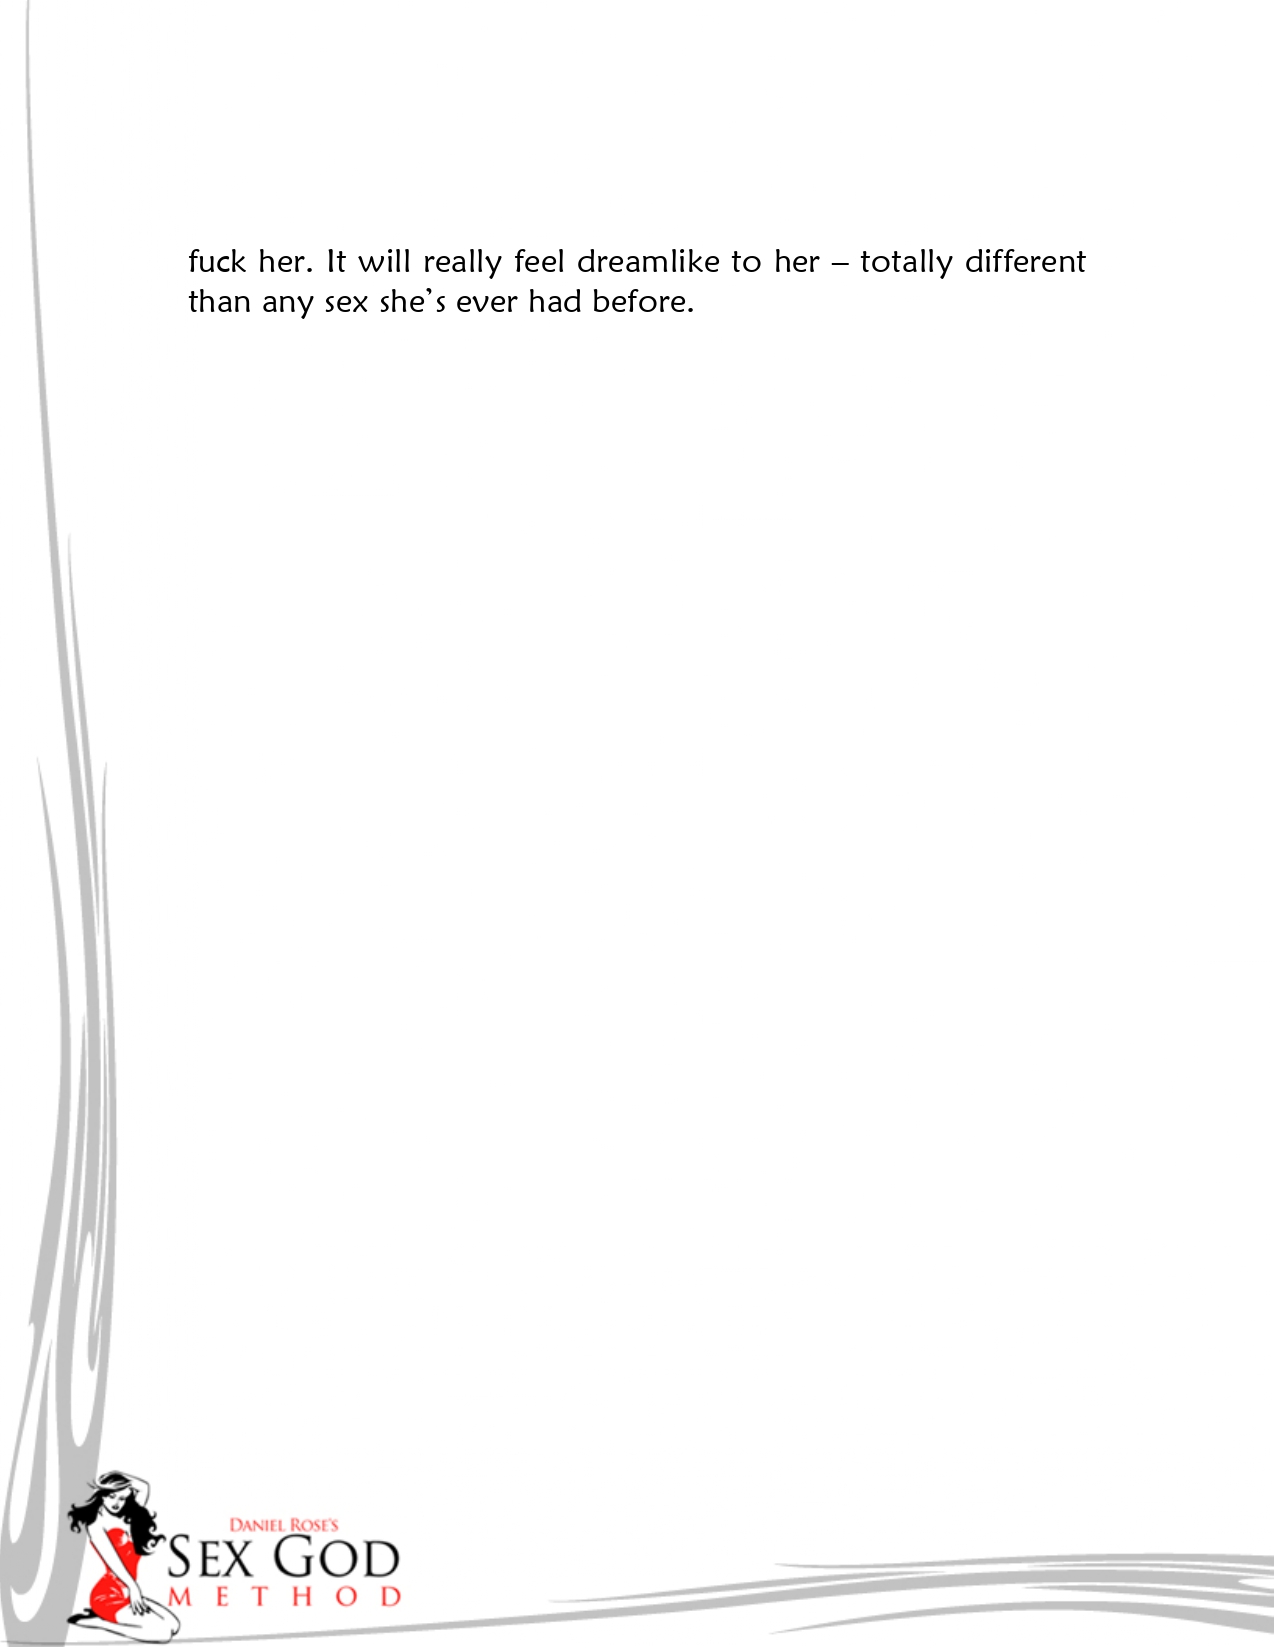 fuck her. It will really feel dreamlike to her – totally different
than any sex she’s ever had before.
DANIEL ROSE'S
SEX GOD
METHOD